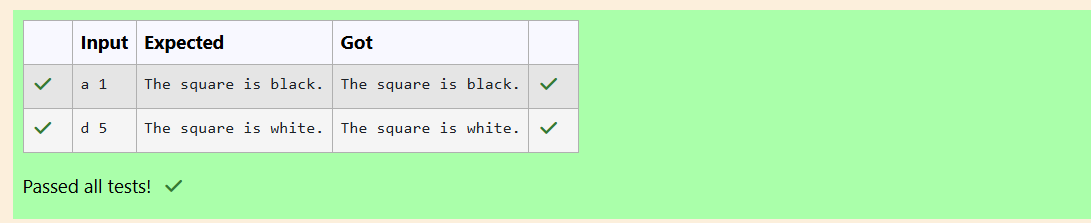 Input Expected Got
a 1 The square is black. The square is black.
d 5 The square is white. The square is white.
Passed all tests!